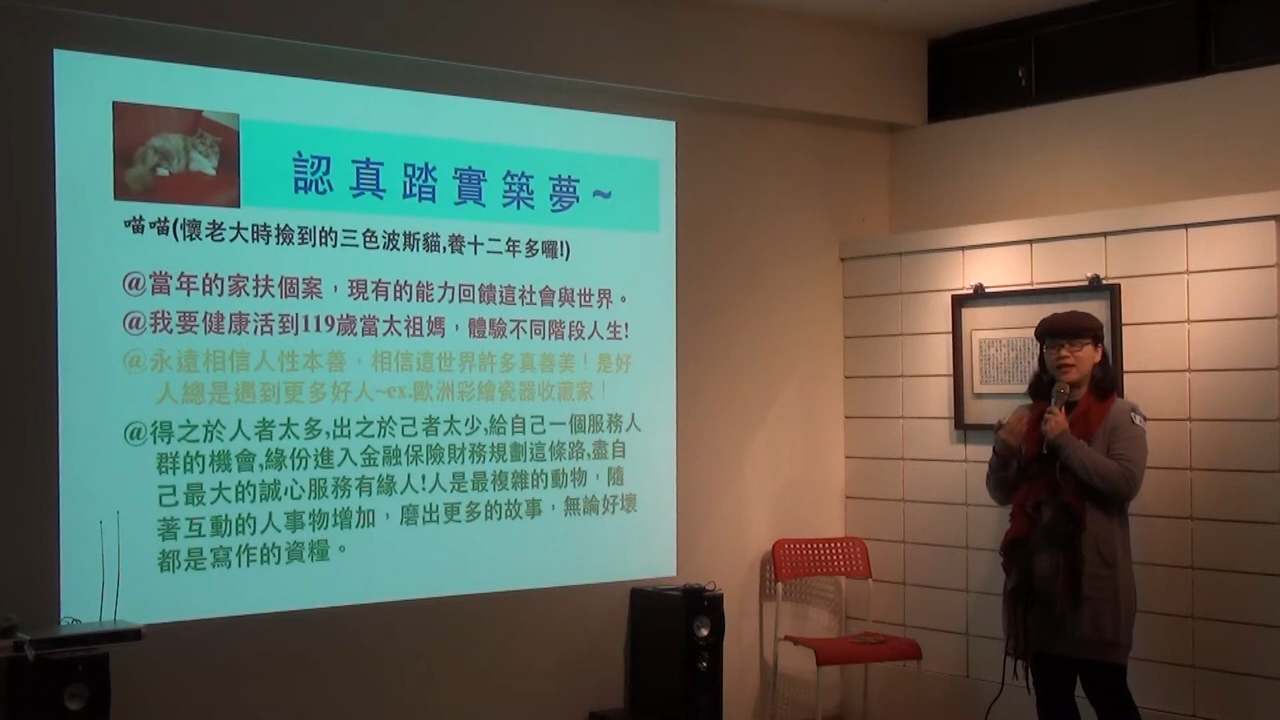 認真踏實築夢~
喵喵(懷老大時撿到的三色波斯貓,養十二年多囉!)
@當年的家扶個案，現有的能力回饋這社會與世界。
@我要健康活到119歲當太祖媽，體驗不同階段人生!
@永遠相信人性本善，相信這世界許多真善美！是好
人總是遇到更多好人~ex.歐洲彩繪瓷器收藏家！
@得之於人者太多,出之於己者太少,給自己一個服務人
群的機會,緣份進入金融保險財務規劃這條路,盡自
己最大的誠心服務有緣人!人是最複雜的動物，隨
著互動的人事物增加，磨出更多的故事，無論好壞
都是寫作的資糧。